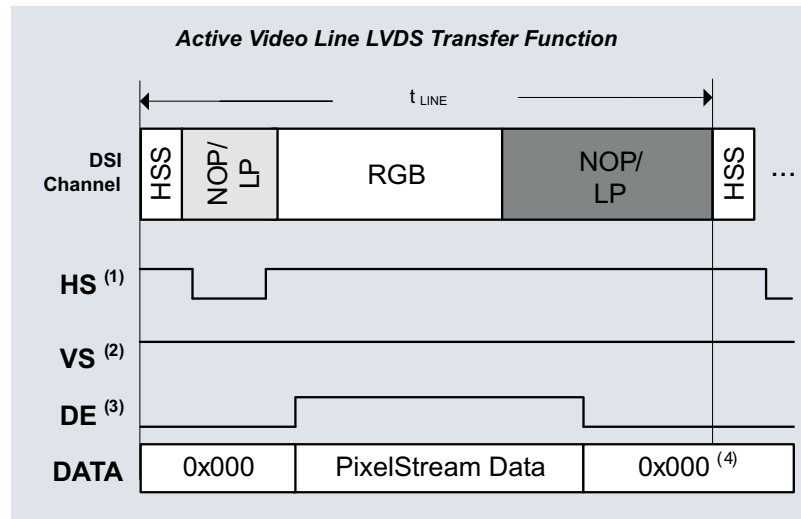 Active Video Line LVDS Transfer Function
t LINE
DSI
Channel
HSS
NOP/
LP
RGB
NOP/
LP
HSS
...
HS (1)
VS (2)
DE (3)
DATA
0x000
PixelStream Data
0x000 (4)